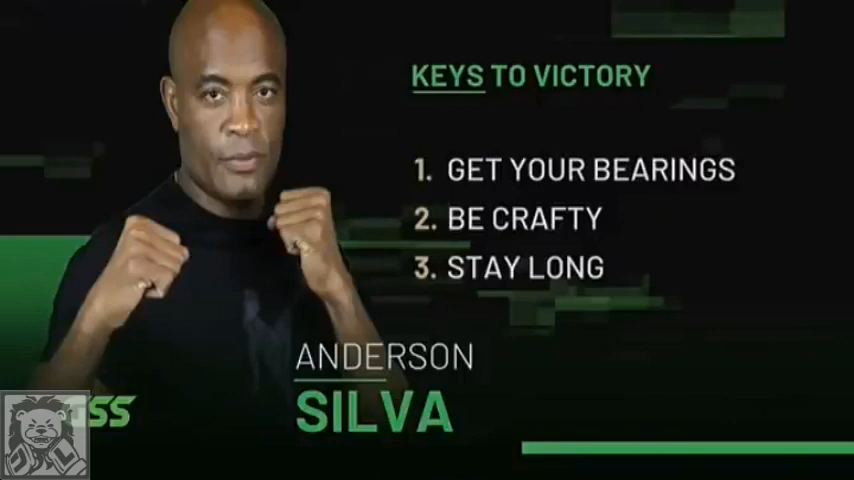 KEYS TO VICTORY
1. GET YOUR BEARINGS
2. BE CRAFTY
3. STAY LONG
ANDERSON
SILVA